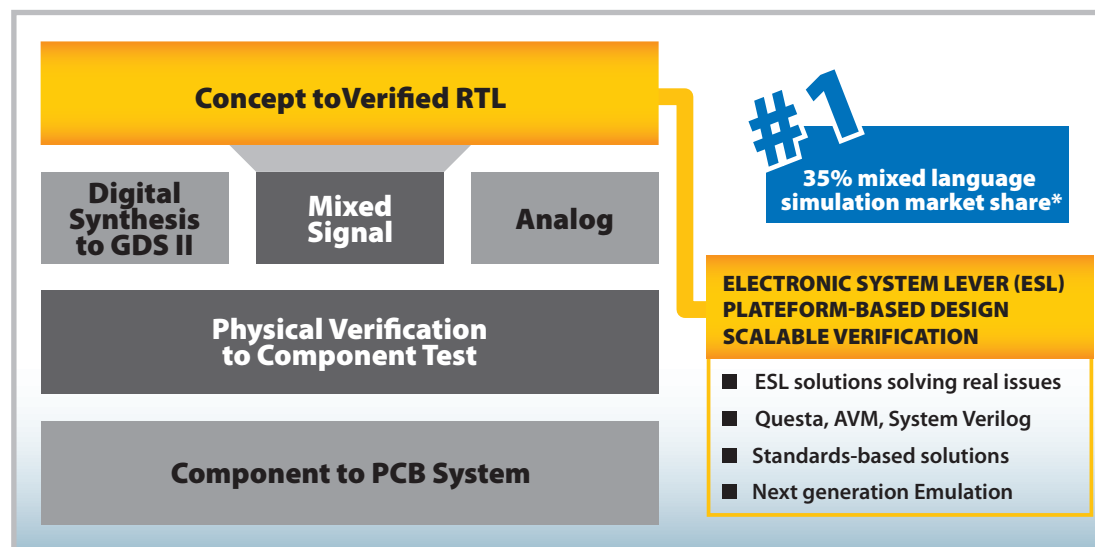 Concept toVerified RTL
#1
35% mixed language
simulation market share*
Digital
Synthesis
to GDS II
Mixed
Signal
Analog
ELECTRONIC SYSTEM LEVER (ESL)
PLATEFORM-BASED DESIGN
SCALABLE VERIFICATION
Physical Verification
to Component Test
■ ESL solutions solving real issues
■ Questa, AVM, System Verilog
■ Standards-based solutions
■ Next generation Emulation
Component to PCB System